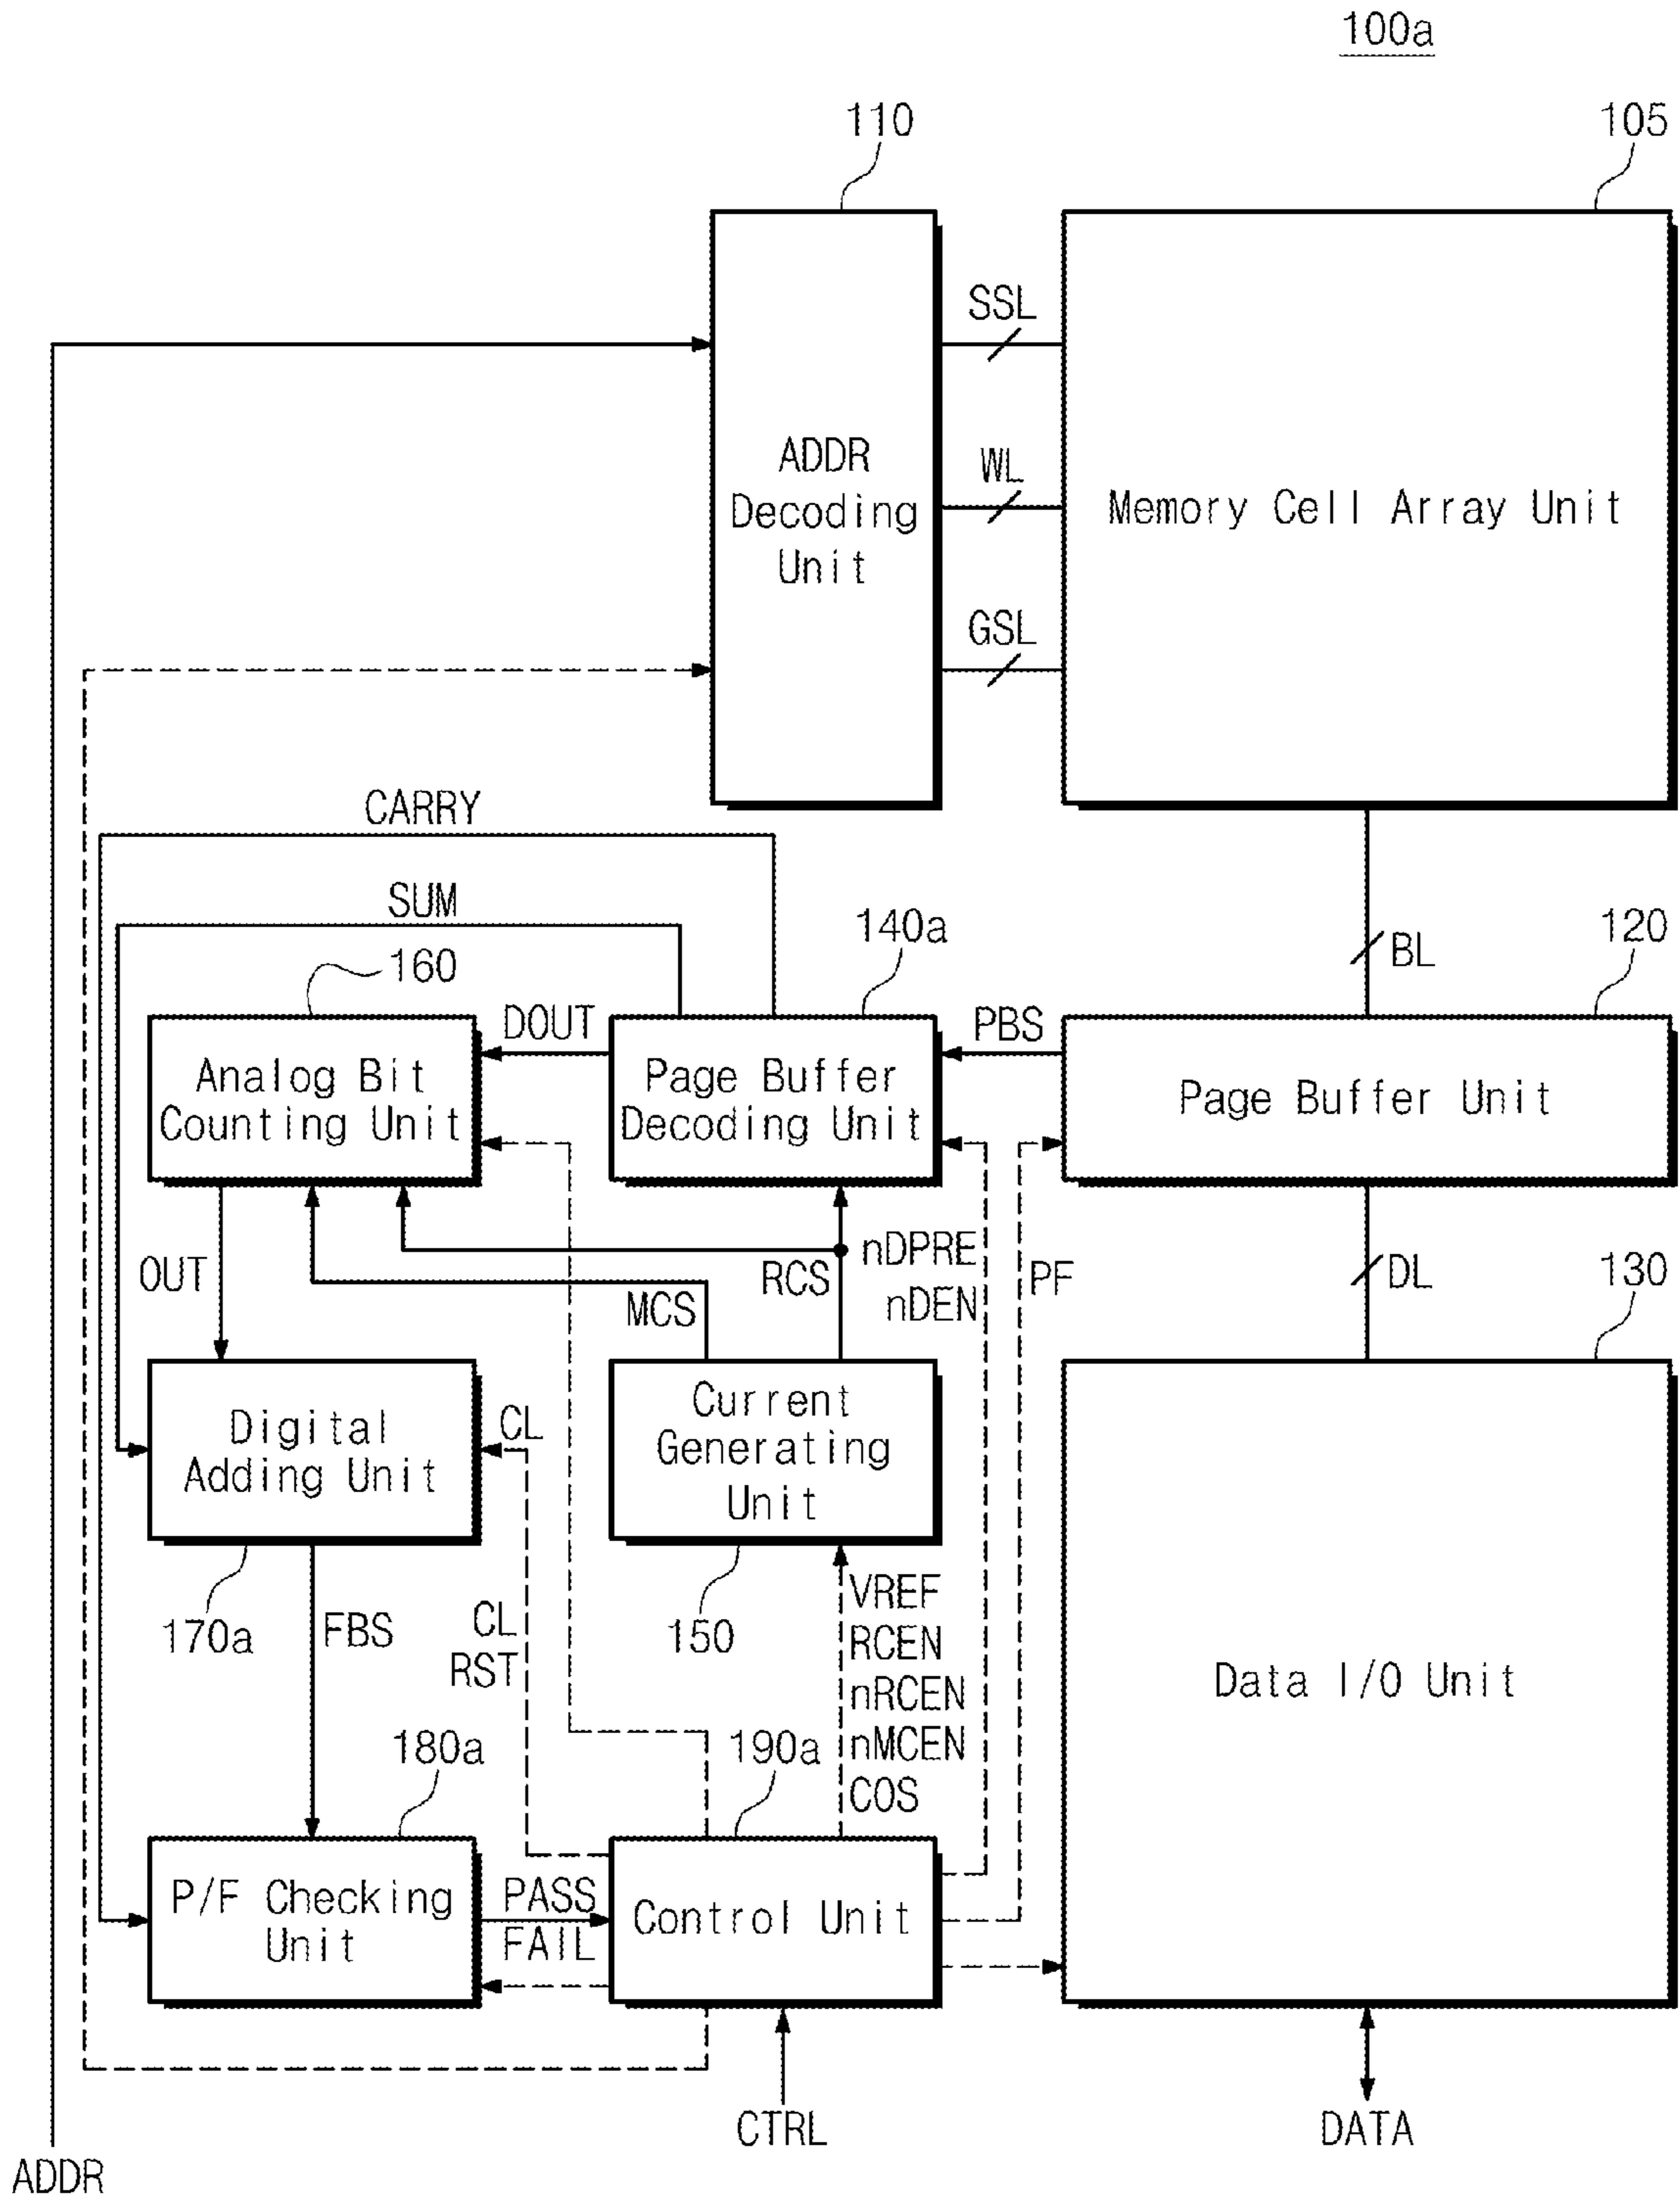 100a
110
105
SSL
ADDR
Decoding
Unit
WL
Memory Cell Array Unit
GSL
CARRY
SUM
140a
120
160
BL
DOUT
PBS
Analog Bit
Counting Unit
Page Buffer
Decoding Unit
Page Buffer Unit
OUT
MCS
RCS
nDPRE
nDEN
PF
DL
130
Digital
Adding Unit
CL
Current
Generating
Unit
170a
FBS
CL
RST
150
VREF
RCEN
nRCEN
nMCEN
COS
Data I/O Unit
180a
190a
P/F Checking
Unit
PASS
FAIL
Control Unit
CTRL
DATA
ADDR